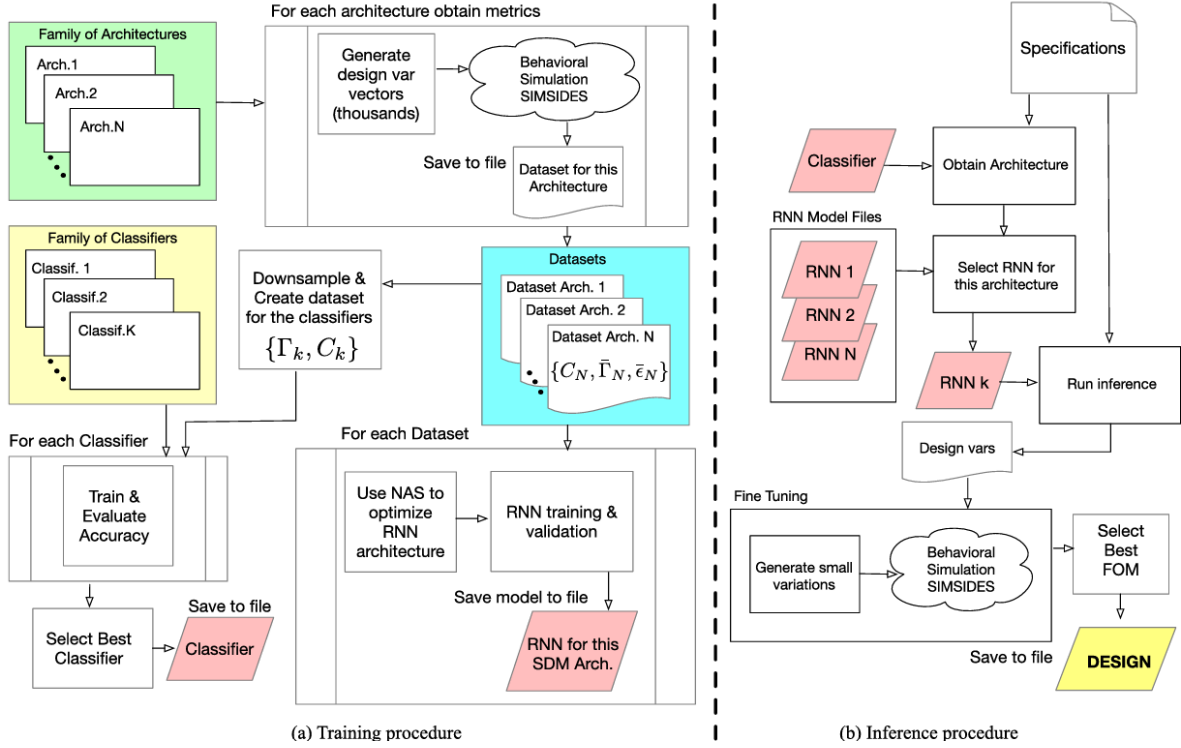 For each architecture obtain metrics
Family of Architectures
Arch.1
Arch.2
Arch.N
Generate
design var
vectors
(thousands)
Behavioral
Simulation
SIMSIDES
Save to file
Dataset for this
Architecture
Family of Classifiers
Classif. 1
Classif.2
Classif.K
Downsample &
Create dataset
for the classifiers
{Γₖ, Cₖ}
Datasets
Dataset Arch. 1
Dataset Arch. 2
Dataset Arch. N
{C_N, Γ̄_N, ε̄_N}
For each Classifier
Train &
Evaluate
Accuracy
Select Best
Classifier
Save to file
Classifier
For each Dataset
Use NAS to
optimize
RNN
architecture
RNN training &
validation
Save model to file
RNN for this
SDM Arch.
(a) Training procedure
Specifications
Classifier
Obtain Architecture
RNN Model Files
RNN 1
RNN 2
RNN N
Select RNN for
this architecture
RNN k
Run inference
Design vars
Fine Tuning
Generate small
variations
Behavioral
Simulation
SIMSIDES
Select
Best
FOM
Save to file
DESIGN
(b) Inference procedure